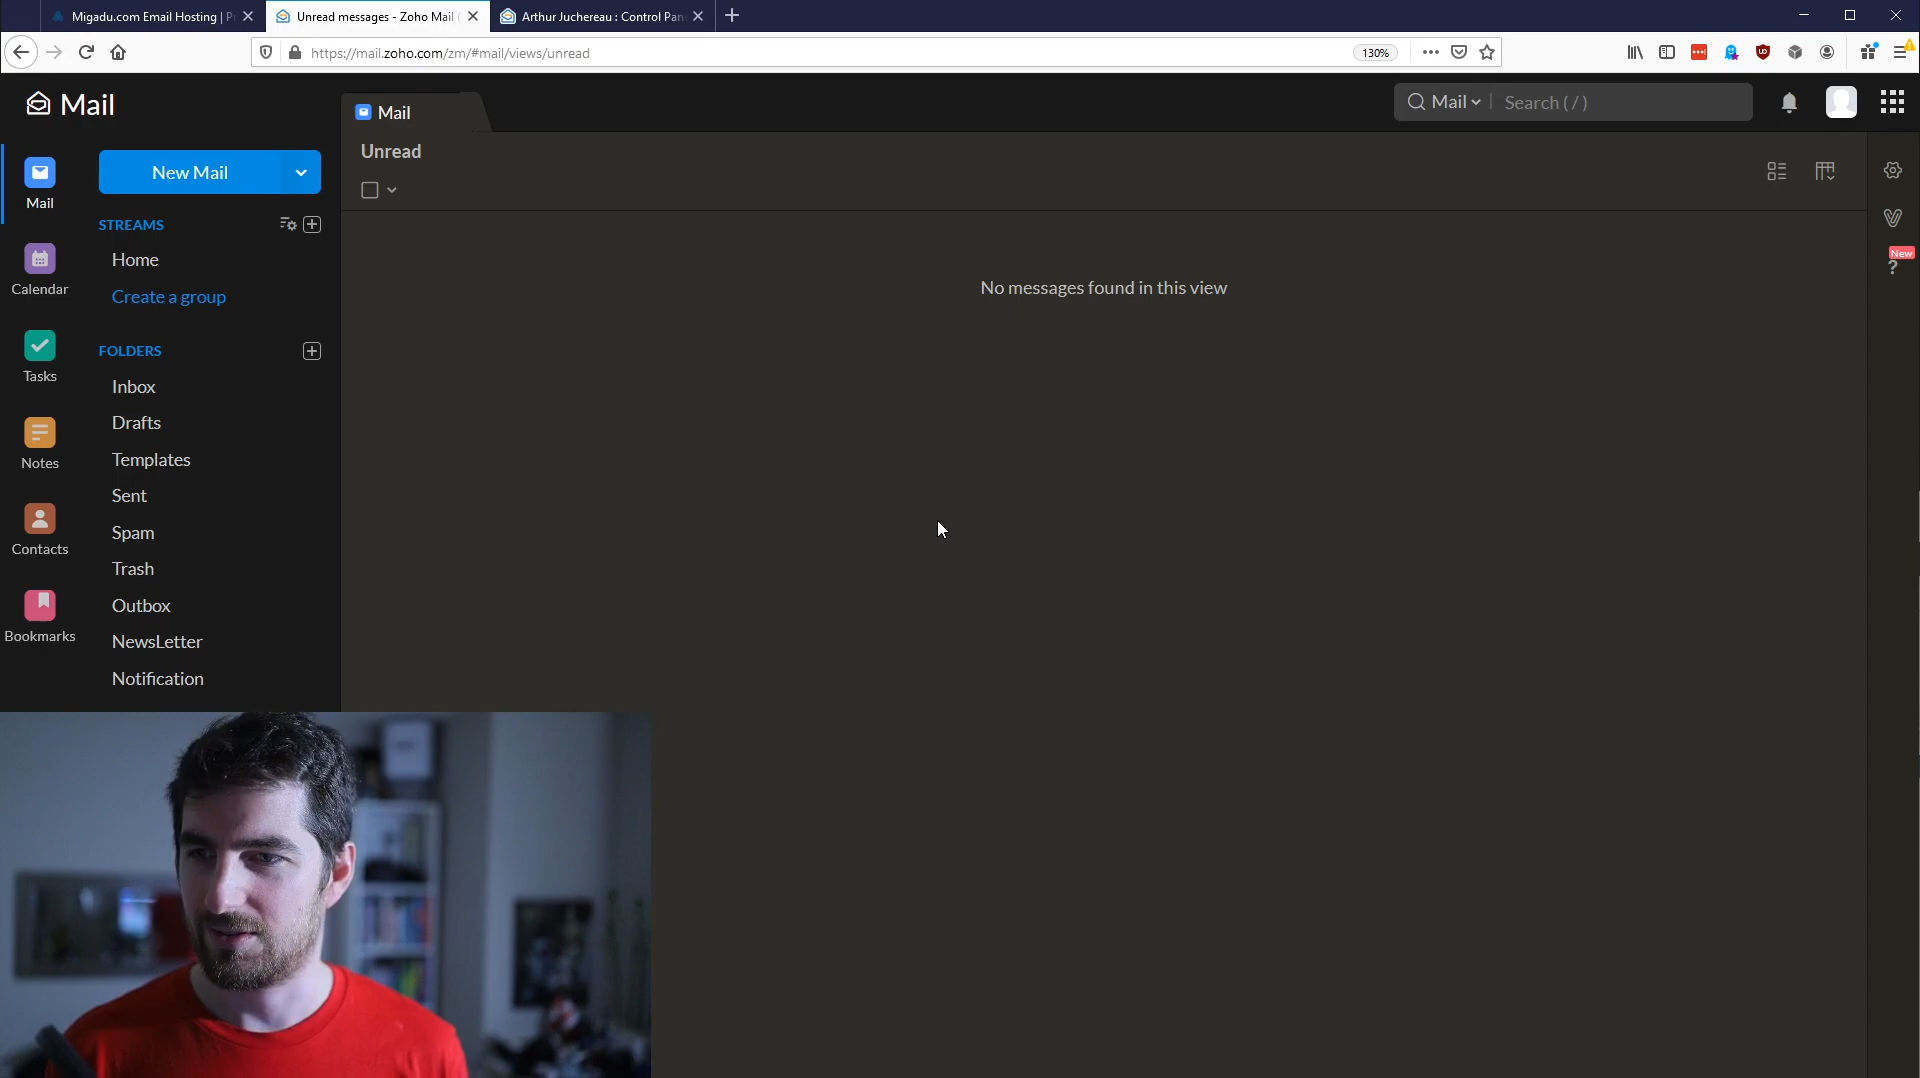 Migadu.com Email Hosting | P
Unread messages - Zoho Mail (
Arthur Juchereau : Control Pan
https://mail.zoho.com/zm/#mail/views/unread
130%
Mail
Mail
Mail
Search ( / )
Mail
New Mail
Unread
STREAMS
Home
Create a group
Calendar
No messages found in this view
New
?
FOLDERS
Tasks
Inbox
Drafts
Notes
Templates
Sent
Contacts
Spam
Trash
Bookmarks
Outbox
NewsLetter
Notification